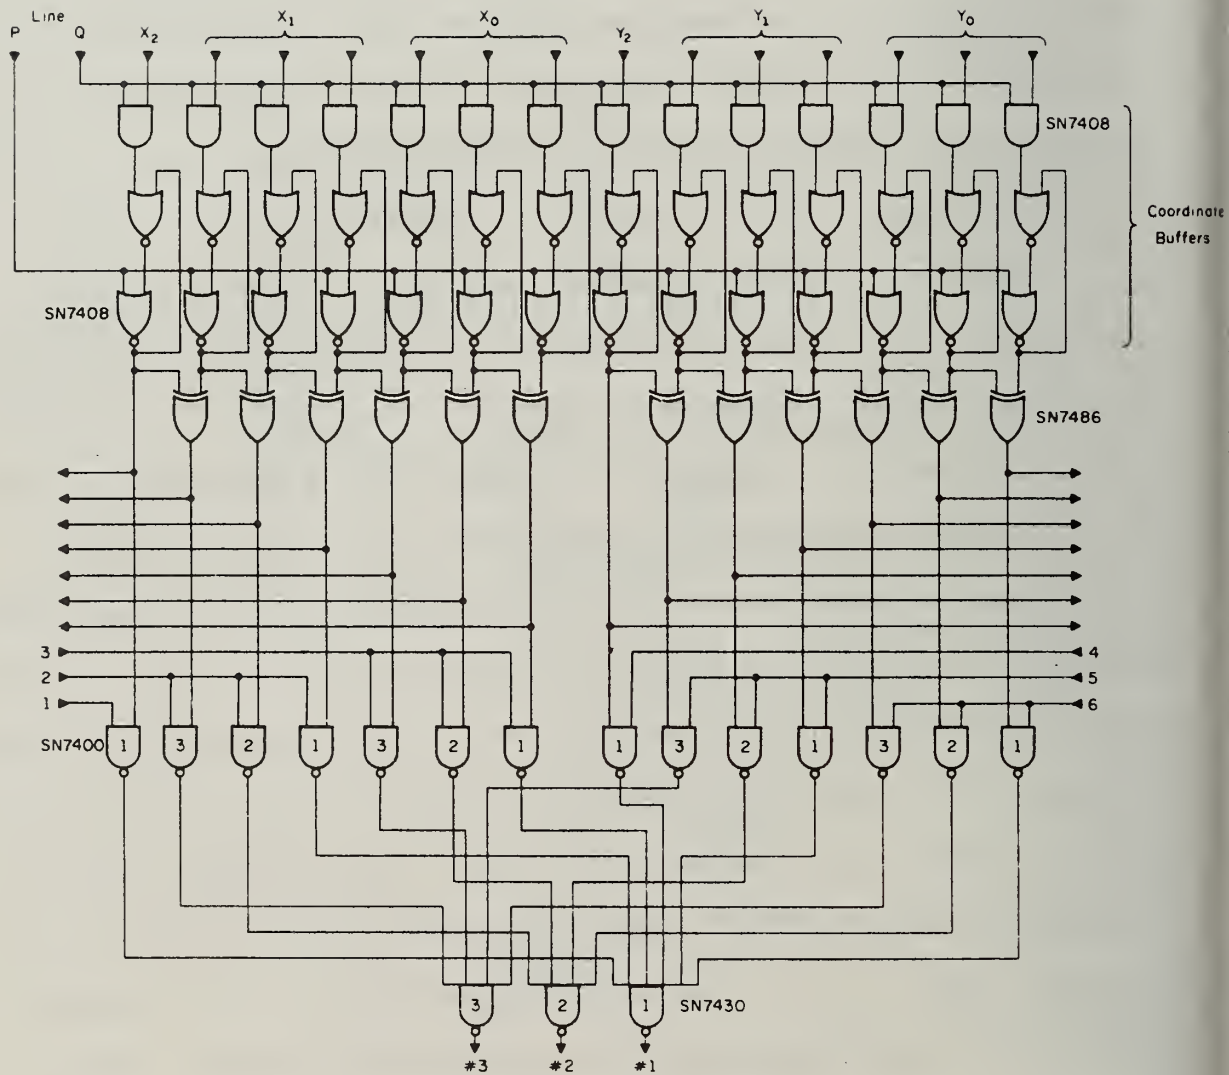 Line
P Q X2 X1 X0 Y2 Y1 Y0
SN7408
Coordinate
Buffers
SN7408
SN7486
3 4
2 5
1 6
SN7400 1 3 2 1 3 2 1 1 3 2 1 3 2 1
3 2 1 SN7430
#3 #2 #1